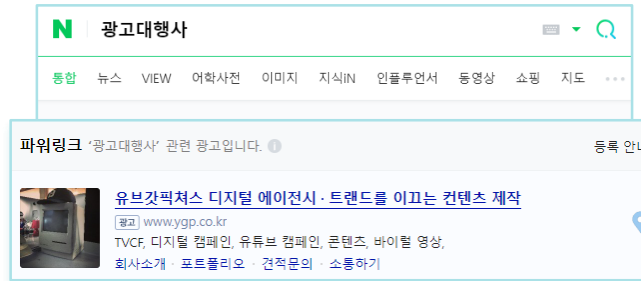 N 광고대행사
통합 뉴스 VIEW 어학사전 이미지 지식iN 인플루언서 동영상 쇼핑 지도
파워링크 '광고대행사' 관련 광고입니다. 등록 안내
유브갓픽쳐스 디지털 에이전시 · 트랜드를 이끄는 컨텐츠 제작
광고 www.ygp.co.kr
TVCF, 디지털 캠페인, 유튜브 캠페인, 콘텐츠, 바이럴 영상,
회사소개 · 포트폴리오 · 견적문의 · 소통하기